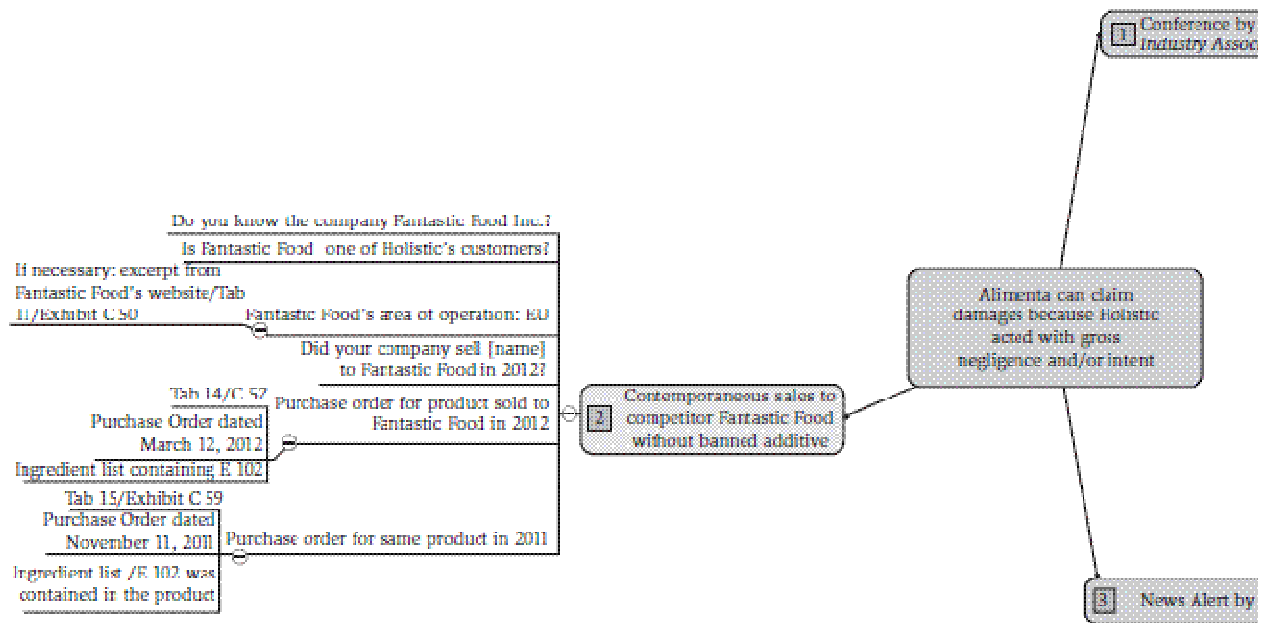 1 Conference by
Industry Assoc
Do you know the company Fantastic Food Inc.?
Is Fantastic Food one of Holistic's customers?
If necessary: excerpt from
Fantastic Food's website/Tab
11/Exhibit C 50
Fantastic Food's area of operation: EU
Did your company sell [name]
to Fantastic Food in 2012?
Tab 14/C 57
Purchase Order dated
March 12, 2012
Ingredient list containing E 102
Purchase order for product sold to
Fantastic Food in 2012
Tab 15/Exhibit C 59
Purchase Order dated
November 11, 2011
Ingredient list /E 102 was
contained in the product
Purchase order for same product in 2011
2
Contemporaneous sales to
competitor Fantastic Food
without banned additive
Alimenta can claim
damages because Holistic
acted with gross
negligence and/or intent
3 News Alert by